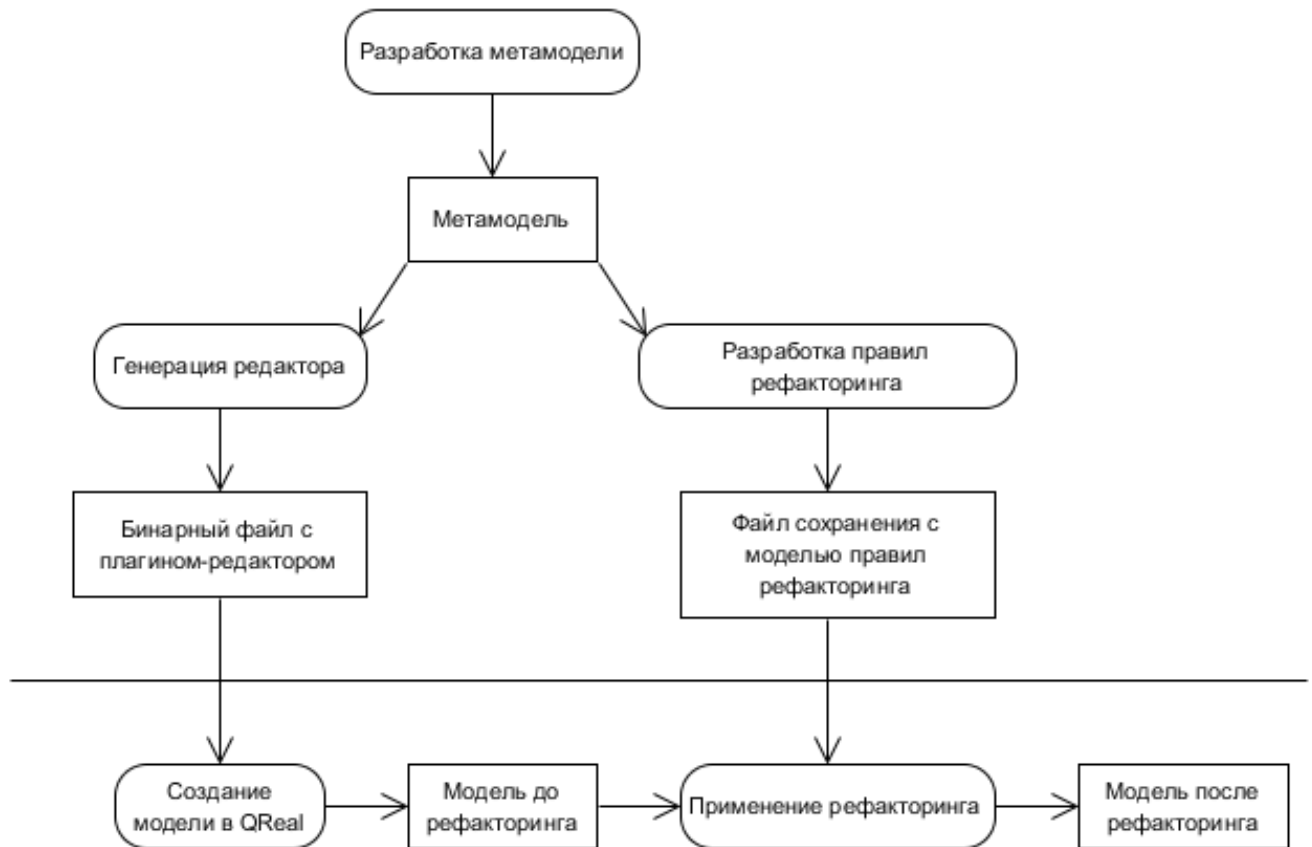 Разработка метамодели
Метамодель
Генерация редактора
Разработка правил
рефакторинга
Бинарный файл с
плагином-редактором
Файл сохранения с
моделью правил
рефакторинга
Создание
модели в QReal
Модель до
рефакторинга
Применение рефакторинга
Модель после
рефакторинга